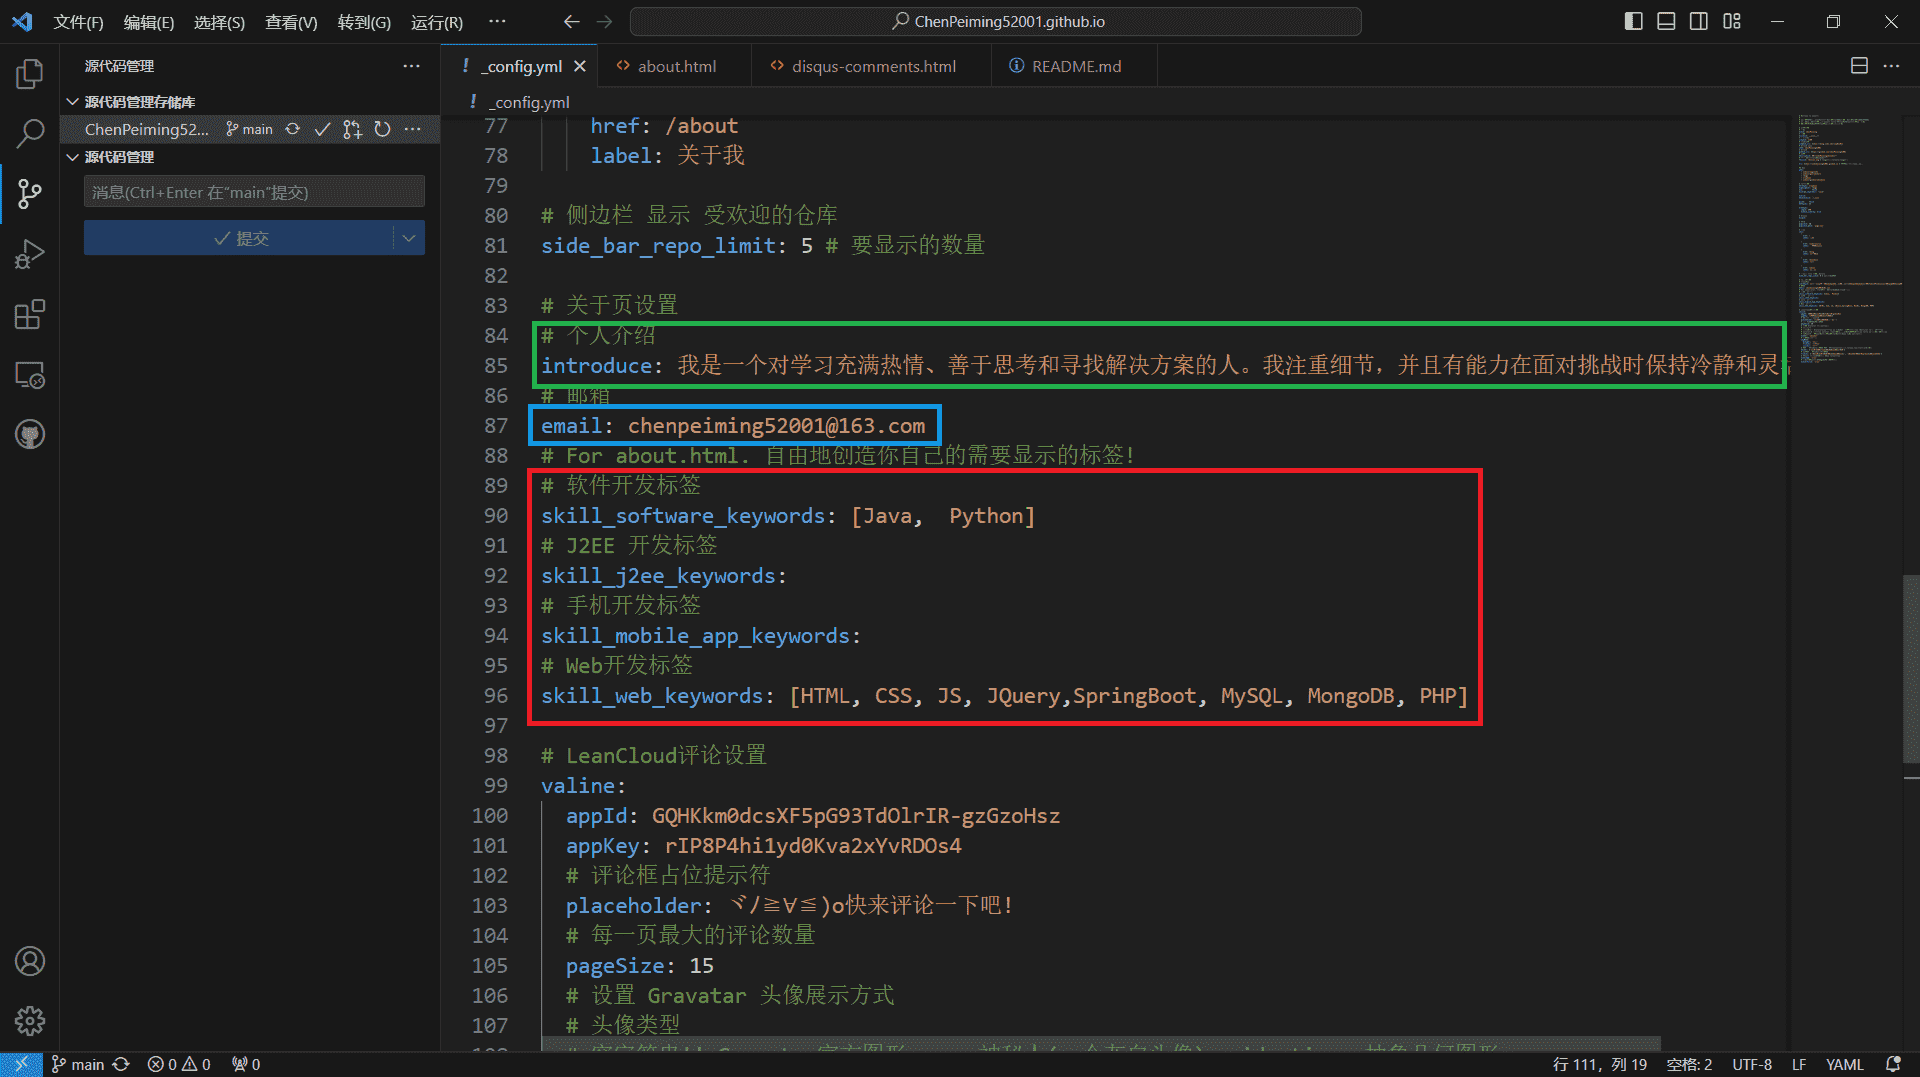 文件(F) 编辑(E) 选择(S) 查看(V) 转到(G) 运行(R) ··· ChenPeiming52001.github.io
源代码管理 ···
源代码管理存储库
ChenPeiming52... main ···
源代码管理
消息(Ctrl+Enter 在"main"提交)
提交
! _config.yml
<> about.html
<> disqus-comments.html
README.md
! _config.yml
77 href: /about
78 label: 关于我
79
80 # 侧边栏 显示 受欢迎的仓库
81 side_bar_repo_limit: 5 # 要显示的数量
82
83 # 关于页设置
84 # 个人介绍
85 introduce: 我是一个对学习充满热情、善于思考和寻找解决方案的人。我注重细节，并且有能力在面对挑战时保持冷静和灵
86 # 邮箱
87 email: chenpeiming52001@163.com
88 # For about.html. 自由地创造你自己的需要显示的标签!
89 # 软件开发标签
90 skill_software_keywords: [Java,  Python]
91 # J2EE 开发标签
92 skill_j2ee_keywords:
93 # 手机开发标签
94 skill_mobile_app_keywords:
95 # Web开发标签
96 skill_web_keywords: [HTML, CSS, JS, JQuery,SpringBoot, MySQL, MongoDB, PHP]
97
98 # LeanCloud评论设置
99 valine:
100 appId: GQHKkm0dcsXF5pG93TdOlrIR-gzGzoHsz
101 appKey: rIP8P4hi1yd0Kva2xYvRDOs4
102 # 评论框占位提示符
103 placeholder: ヾﾉ≧∀≦)o快来评论一下吧!
104 # 每一页最大的评论数量
105 pageSize: 15
106 # 设置 Gravatar 头像展示方式
107 # 头像类型
main 0 0 0 行 111，列 19 空格: 2 UTF-8 LF YAML